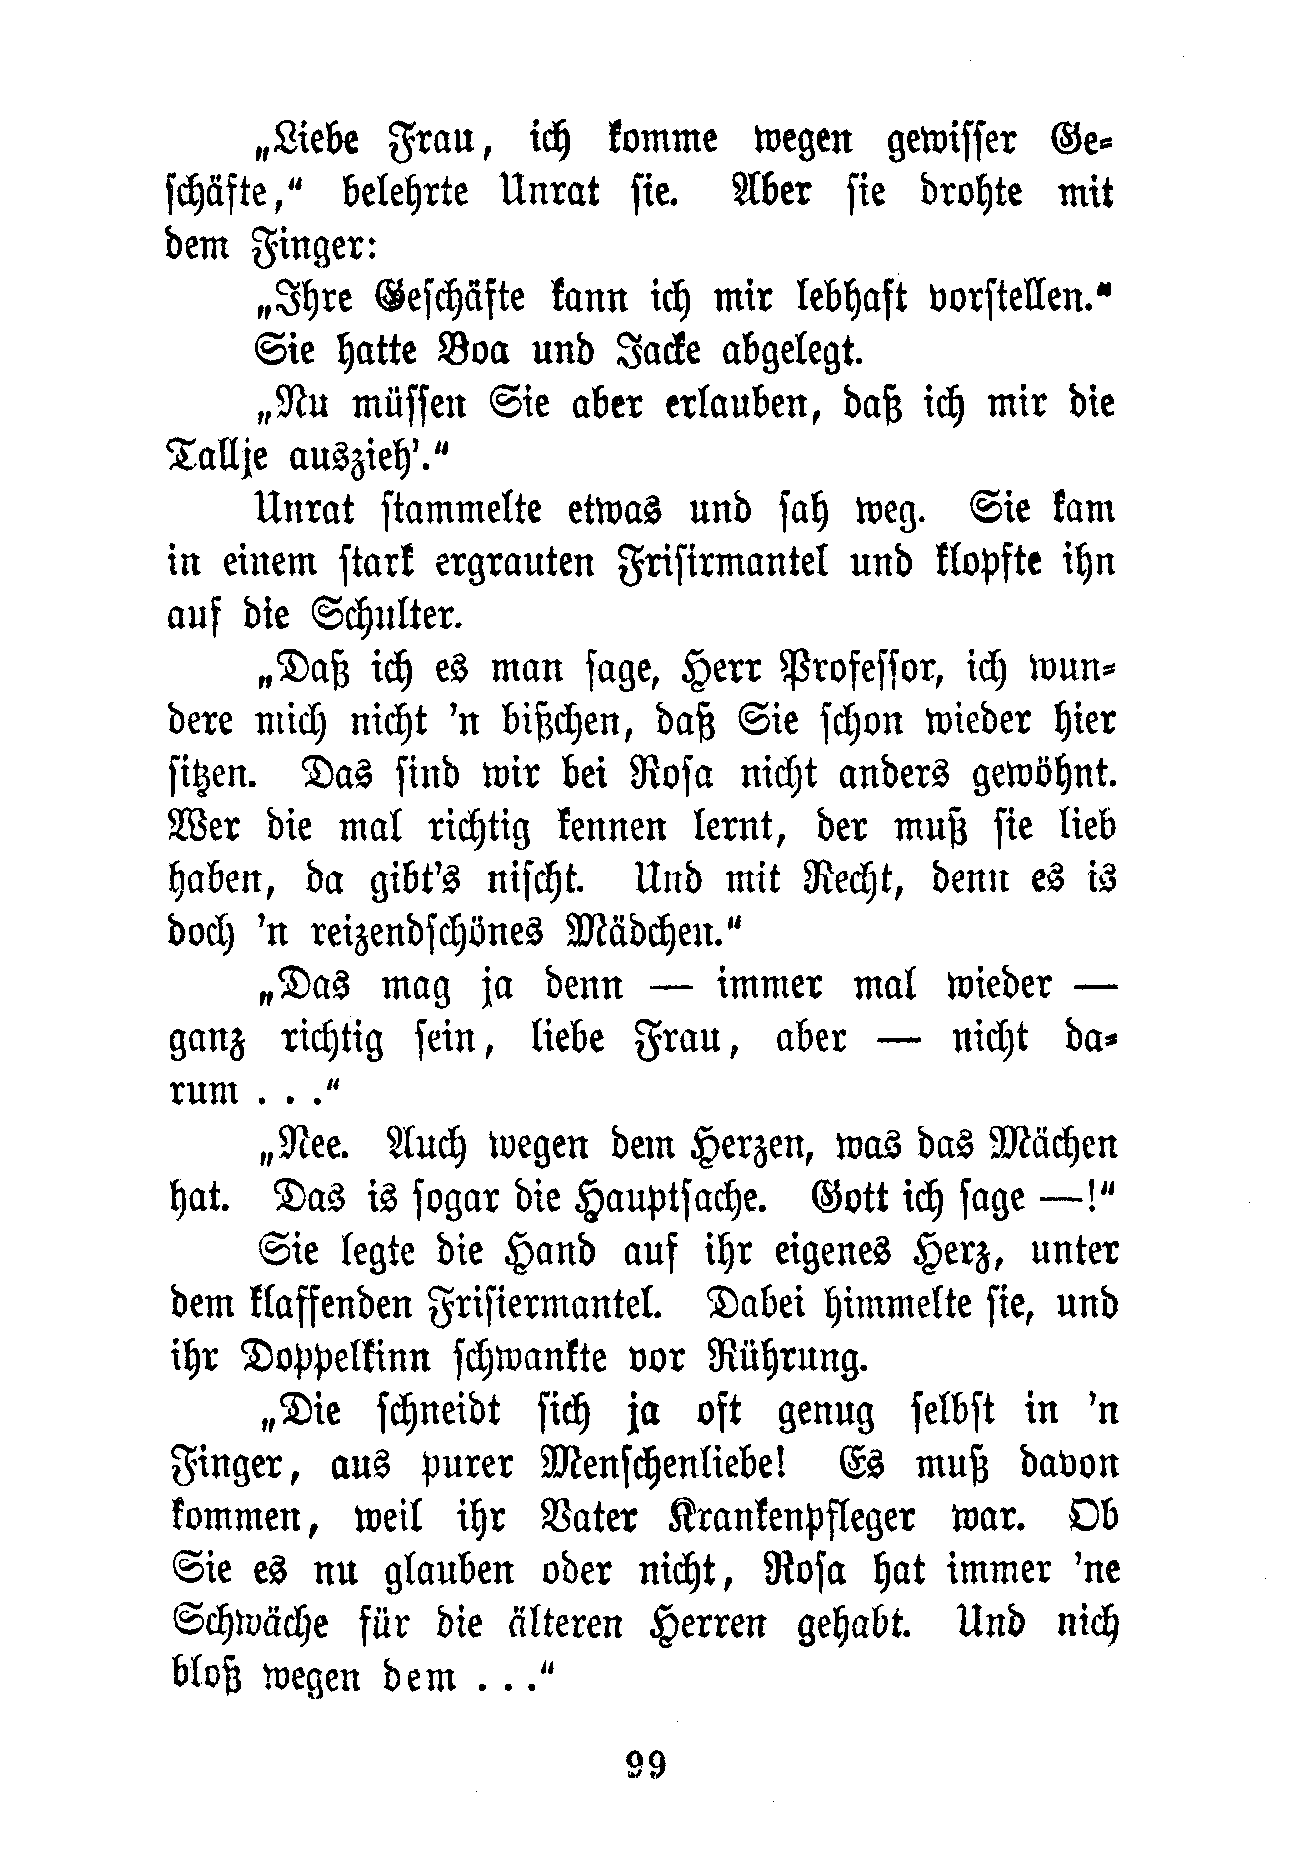 „Liebe Frau, ich komme wegen gewisser Ge-
schäfte,“ belehrte Unrat sie. Aber sie drohte mit
dem Finger:
„Ihre Geschäfte kann ich mir lebhaft vorstellen.“
Sie hatte Boa und Jacke abgelegt.
„Nu müssen Sie aber erlauben, daß ich mir die
Tallje auszieh'.“
Unrat stammelte etwas und sah weg. Sie kam
in einem stark ergrauten Frisirmantel und klopfte ihn
auf die Schulter.
„Daß ich es man sage, Herr Professor, ich wun-
dere mich nicht 'n bißchen, daß Sie schon wieder hier
sitzen. Das sind wir bei Rosa nicht anders gewöhnt.
Wer die mal richtig kennen lernt, der muß sie lieb
haben, da gibt's nischt. Und mit Recht, denn es is
doch 'n reizendschönes Mädchen.“
„Das mag ja denn — immer mal wieder —
ganz richtig sein, liebe Frau, aber — nicht da-
rum . . .“
„Nee. Auch wegen dem Herzen, was das Mächen
hat. Das is sogar die Hauptsache. Gott ich sage —!“
Sie legte die Hand auf ihr eigenes Herz, unter
dem klaffenden Frisiermantel. Dabei himmelte sie, und
ihr Doppelkinn schwankte vor Rührung.
„Die schneidt sich ja oft genug selbst in 'n
Finger, aus purer Menschenliebe! Es muß davon
kommen, weil ihr Vater Krankenpfleger war. Ob
Sie es nu glauben oder nicht, Rosa hat immer 'ne
Schwäche für die älteren Herren gehabt. Und nich
bloß wegen dem . . .“
99